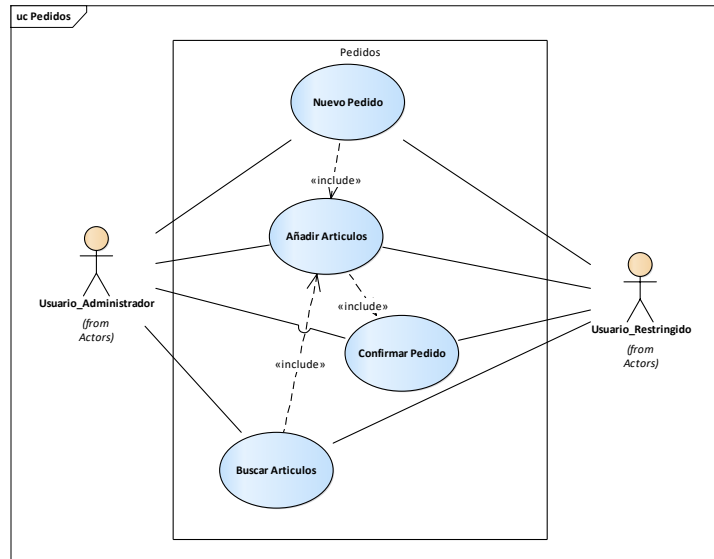 uc Pedidos
Pedidos
Nuevo Pedido
«include»
Añadir Articulos
«include»
Usuario_Administrador
(from
Actors)
Usuario_Restringido
(from
Actors)
Confirmar Pedido
«include»
Buscar Articulos